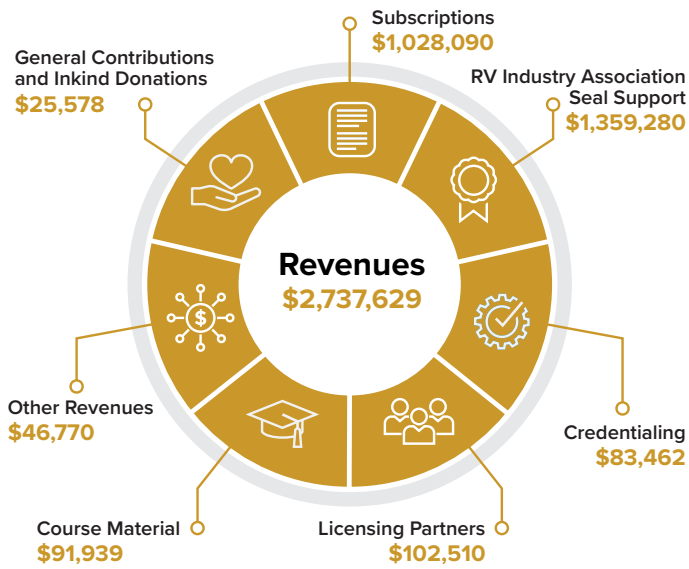 Subscriptions
$1,028,090
General Contributions
and Inkind Donations
$25,578
RV Industry Association
Seal Support
$1,359,280
Revenues
$2,737,629
$
Other Revenues
$46,770
Credentialing
$83,462
Course Material
$91,939
Licensing Partners
$102,510